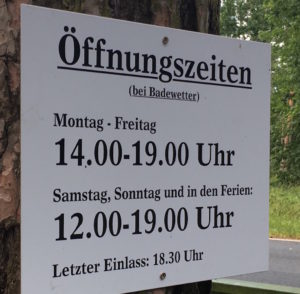 Öffnungszeiten
(bei Badewetter)
Montag - Freitag
14.00-19.00 Uhr
Samstag, Sonntag und in den Ferien:
12.00-19.00 Uhr
Letzter Einlass: 18.30 Uhr